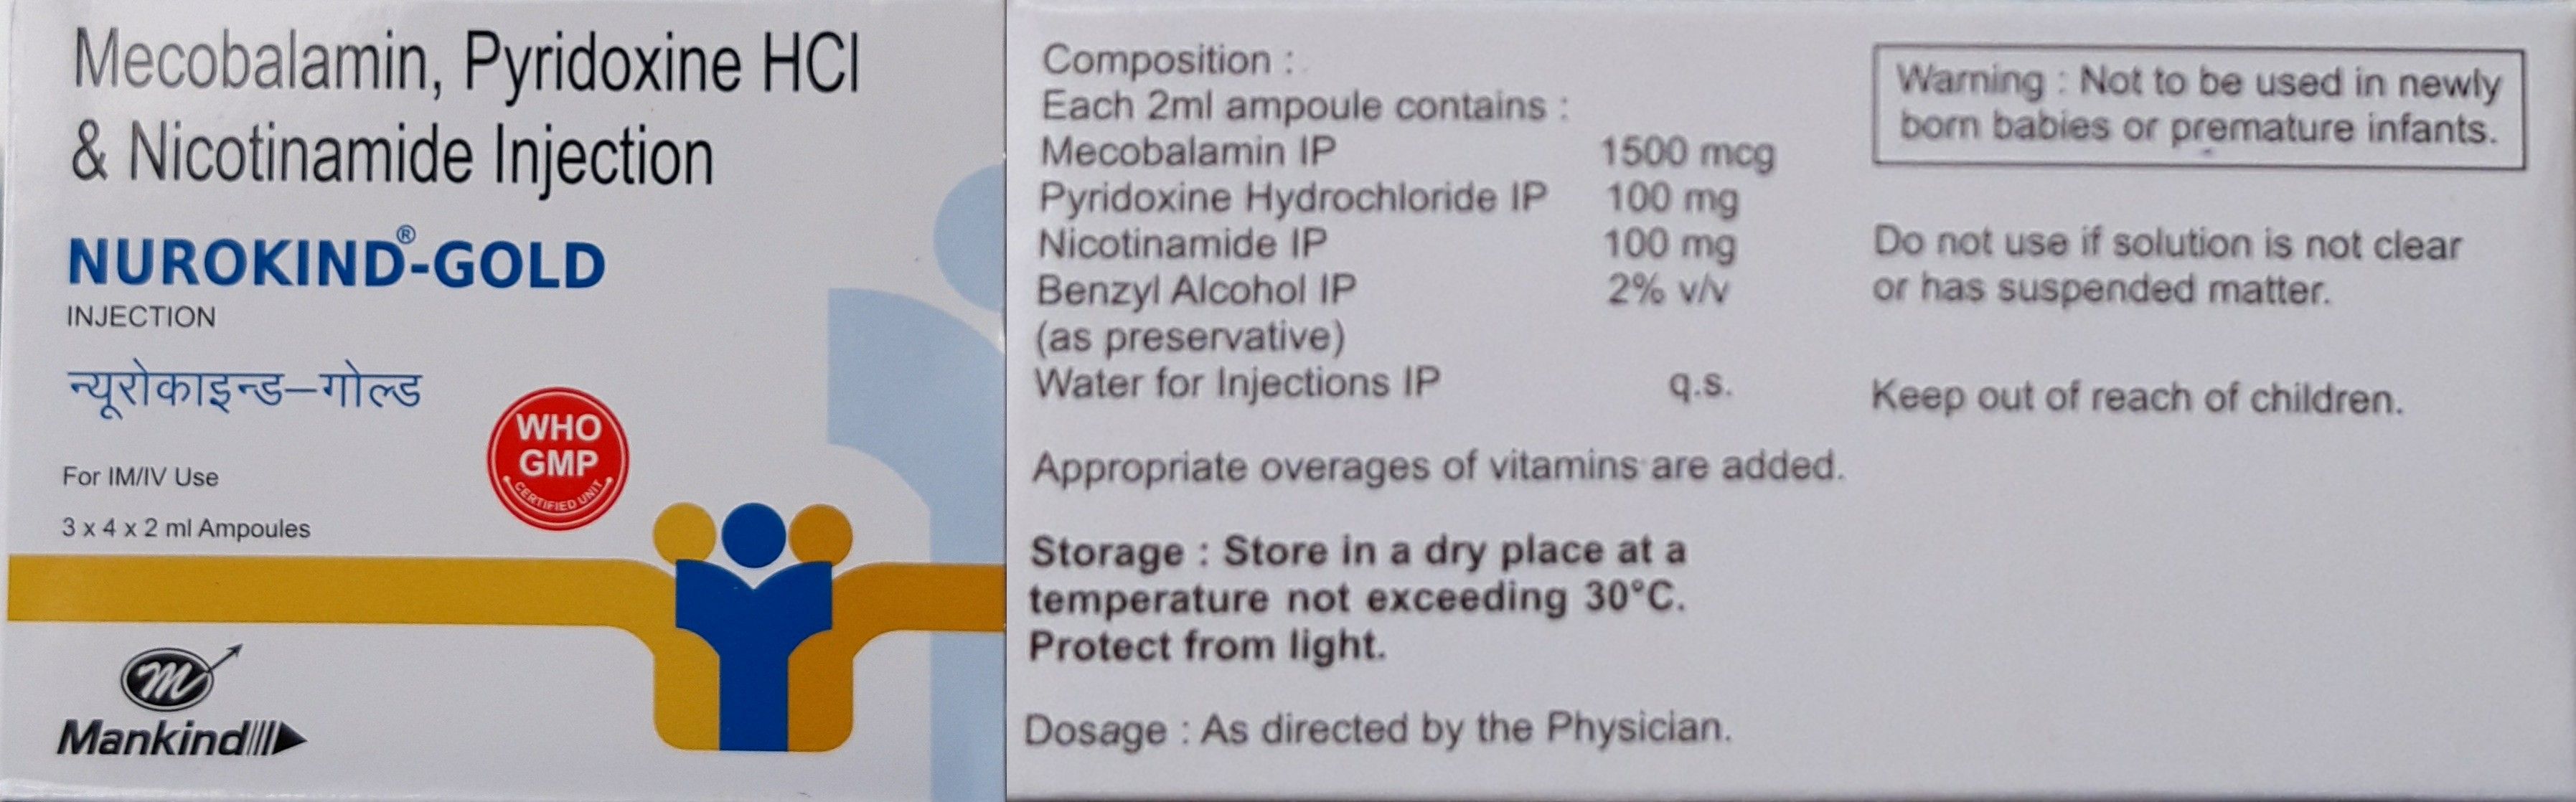 Mecobalamin, Pyridoxine HCl
& Nicotinamide Injection
NUROKIND®-GOLD
INJECTION
न्यूरोकाइन्ड–गोल्ड
WHO
GMP
CERTIFIED UNIT
For IM/IV Use
3 x 4 x 2 ml Ampoules
m
Mankind
Composition :
Each 2ml ampoule contains :
Mecobalamin IP 1500 mcg
Pyridoxine Hydrochloride IP 100 mg
Nicotinamide IP 100 mg
Benzyl Alcohol IP 2% v/v
(as preservative)
Water for Injections IP q.s.
Appropriate overages of vitamins are added.
Storage : Store in a dry place at a
temperature not exceeding 30°C.
Protect from light.
Dosage : As directed by the Physician.
Warning : Not to be used in newly
born babies or premature infants.
Do not use if solution is not clear
or has suspended matter.
Keep out of reach of children.